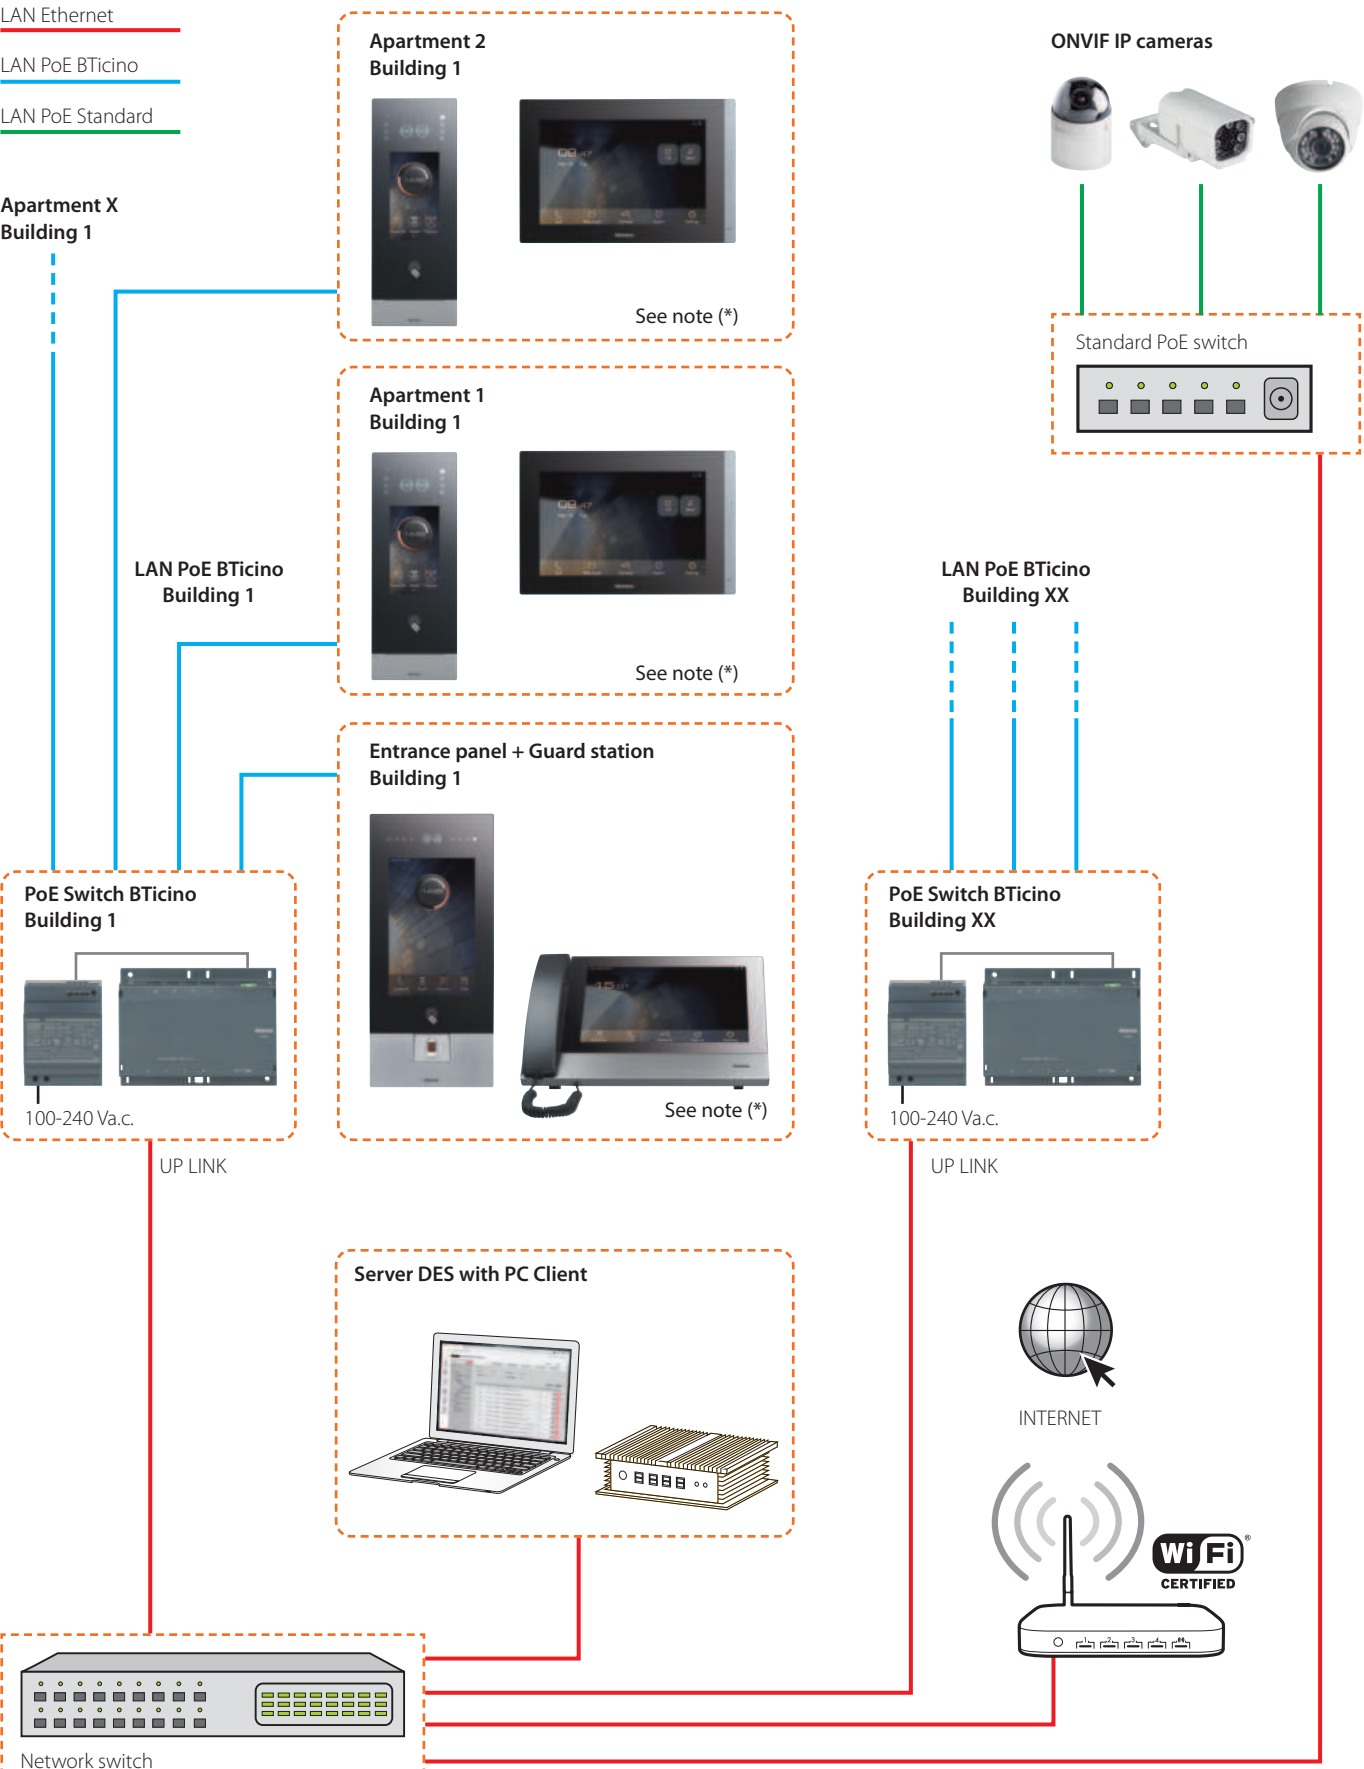 LAN Ethernet
LAN PoE BTicino
LAN PoE Standard
Apartment X
Building 1
Apartment 2
Building 1
See note (*)
ONVIF IP cameras
Standard PoE switch
Apartment 1
Building 1
See note (*)
LAN PoE BTicino
Building 1
LAN PoE BTicino
Building XX
Entrance panel + Guard station
Building 1
See note (*)
PoE Switch BTicino
Building 1
100-240 Va.c.
UP LINK
PoE Switch BTicino
Building XX
100-240 Va.c.
UP LINK
Server DES with PC Client
INTERNET
Wi Fi ®
CERTIFIED
1 2 3 4
Network switch